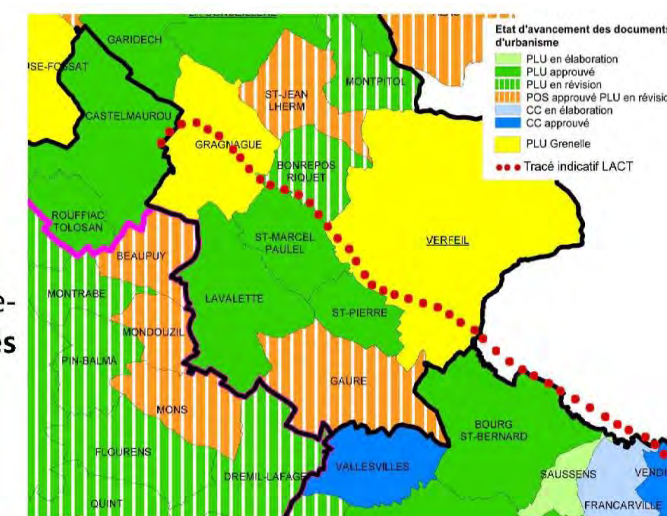 Etat d'avancement des documents
d'urbanisme
PLU en élaboration
PLU approuvé
PLU en révision
POS approuvé PLU en révision
CC en élaboration
CC approuvé
PLU Grenelle
Tracé indicatif LACT
GARIDECH
USE-FOSSAT
MONTPITOL
ST-JEAN
LHERM
CASTELMAUROU
GRAGNAGUE
BONREPOS
RIQUET
ROUFFIAC
TOLOSAN
ST-MARCEL
PAULEL
VERFEIL
BEAUPUY
MONTRABE
LAVALETTE
ST-PIERRE
e-
es
MONDOUZIL
PIN-BALMA
GAURE
MONS
BOURG
ST-BERNARD
FLOURENS
DREMIL-LAFAGE
VALLESVILLES
SAUSSENS
VENDI
QUINT
FRANCARVILLE